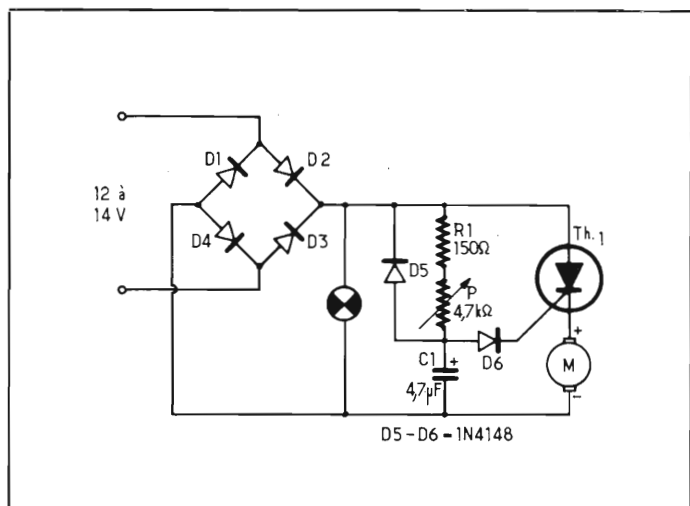 12 à
14 V
D1
D2
D4
D3
D5
R1
150Ω
P
4,7kΩ
Th.1
C1
+
4,7µF
D6
+
M
–
D5-D6=1N4148